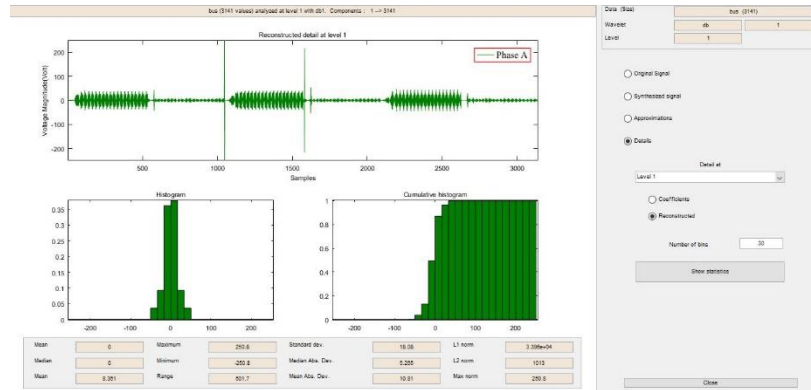 bus (3141 values) analyzed at level 1 with db1. Components : 1 --> 3141
Data (Size) bus (3141)
Wavelet db 1
Level 1
Reconstructed detail at level 1
Phase A
Voltage Magnitude(Volt)
200
100
0
-100
-200
500 1000 1500 2000 2500 3000
Samples
Original Signal
Synthesized signal
Approximations
Details
Detail at
Level 1
Coefficients
Reconstructed
Number of bins 30
Show statistics
Histogram
0.35
0.3
0.25
0.2
0.15
0.1
0.05
0
-200 -100 0 100 200
Cumulative histogram
1
0.8
0.6
0.4
0.2
0
-200 -100 0 100 200
Mean 0 Maximum 250.8 Standard dev. 18.08 L1 norm 3.396e+04
Median 0 Minimum -250.8 Median Abs. Dev. 5.285 L2 norm 1013
Mean 8.351 Range 501.7 Mean Abs. Dev. 10.81 Max norm 250.8
Close